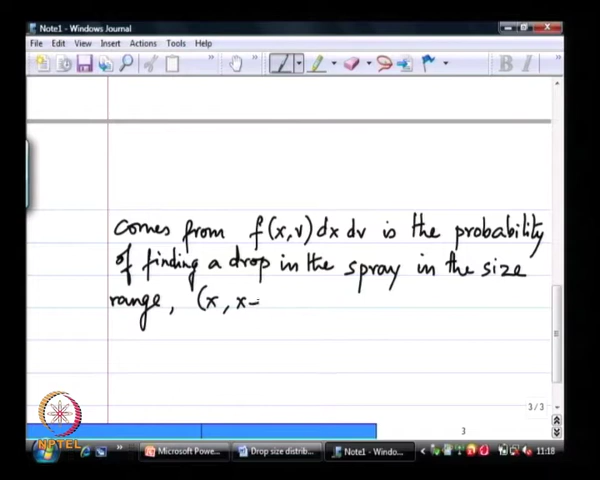 Note1 - Windows Journal
File Edit View Insert Actions Tools Help
B I
comes from f(x,v) dx dv is the probability
of finding a drop in the spray in the size
range, (x, x-
3/3
3
NPTEL
Microsoft Powe... Drop size distrib... Note1 - Windo... 11:18